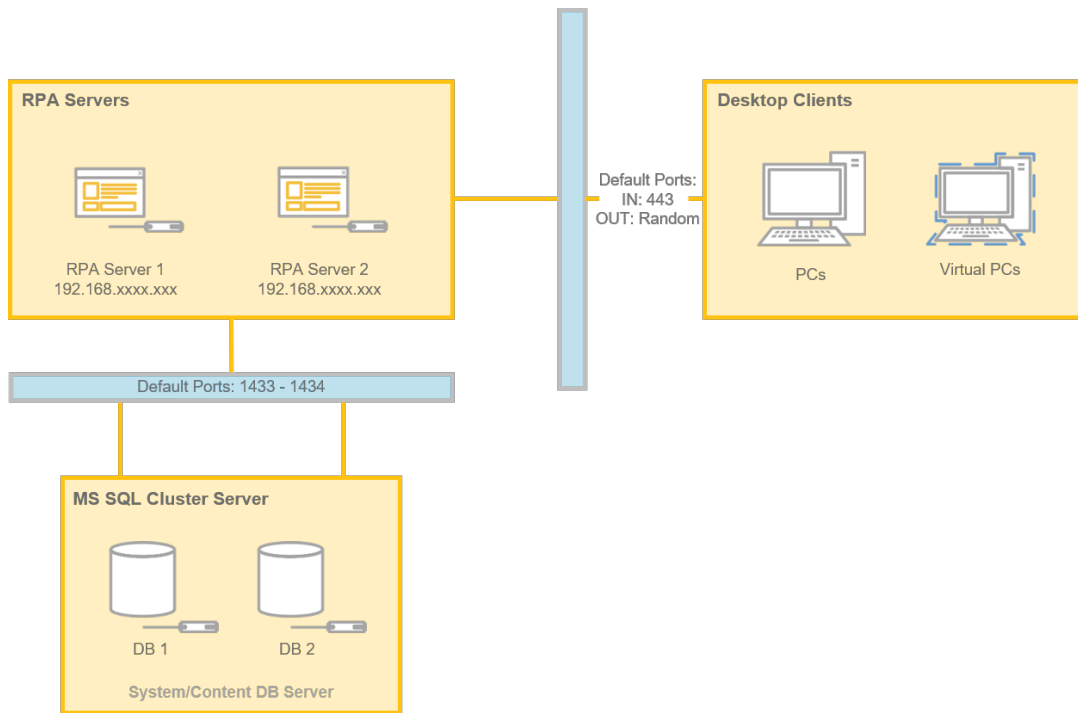 RPA Servers
RPA Server 1
192.168.xxxx.xxx
RPA Server 2
192.168.xxxx.xxx
Default Ports:
IN: 443
OUT: Random
Desktop Clients
PCs
Virtual PCs
Default Ports: 1433 - 1434
MS SQL Cluster Server
DB 1
DB 2
System/Content DB Server